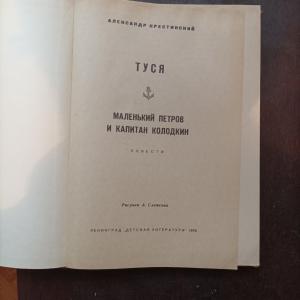 АЛЕКСАНДР КРЕСТИНСКИЙ
ТУСЯ
МАЛЕНЬКИЙ ПЕТРОВ
И КАПИТАН КОЛОДКИН
ПОВЕСТИ
Рисунки А. Слепкова
ЛЕНИНГРАД „ДЕТСКАЯ ЛИТЕРАТУРА"